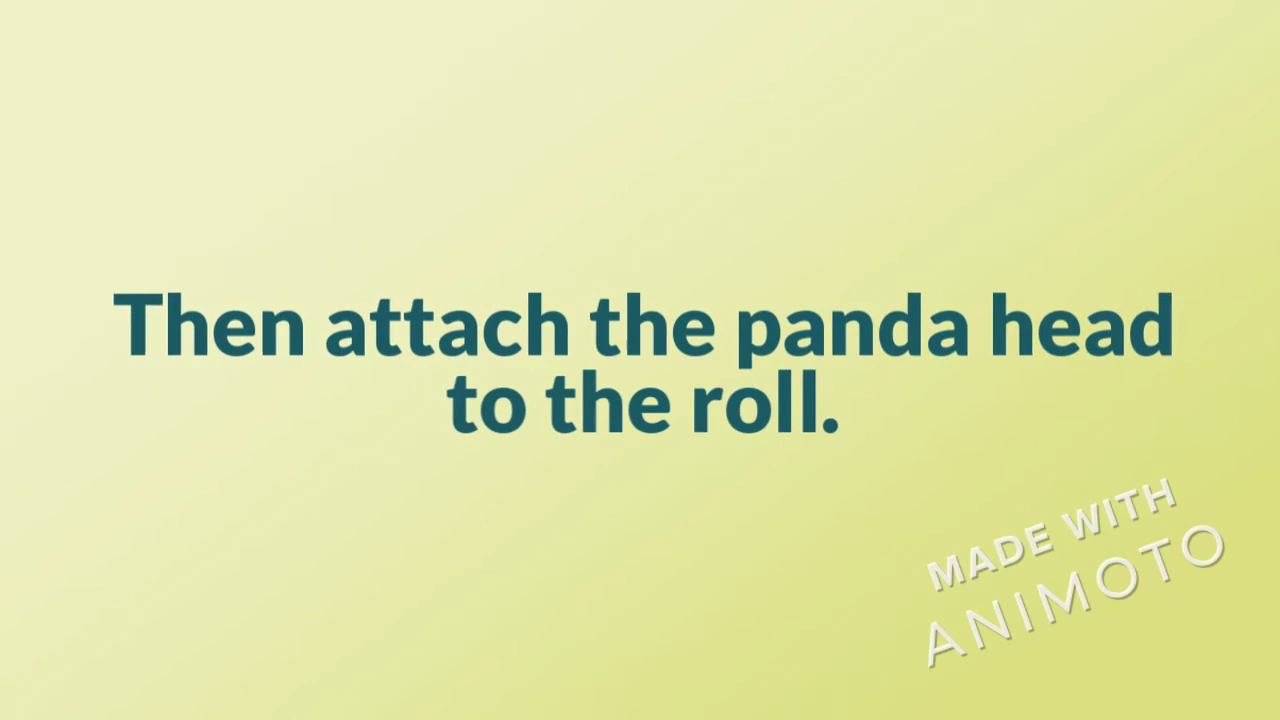 Then attach the panda head
to the roll.
MADE WITH
ANIMOTO